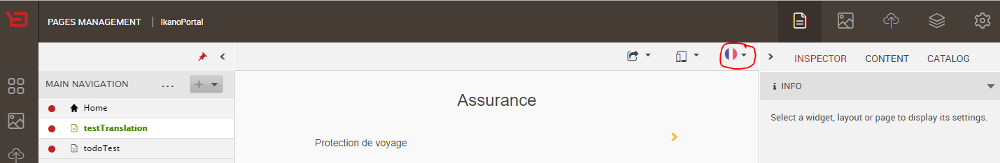 PAGES MANAGEMENT | IkanoPortal
INSPECTOR CONTENT CATALOG
MAIN NAVIGATION ...
Home
testTranslation
todoTest
Assurance
Protection de voyage
INFO
Select a widget, layout or page to display its settings.